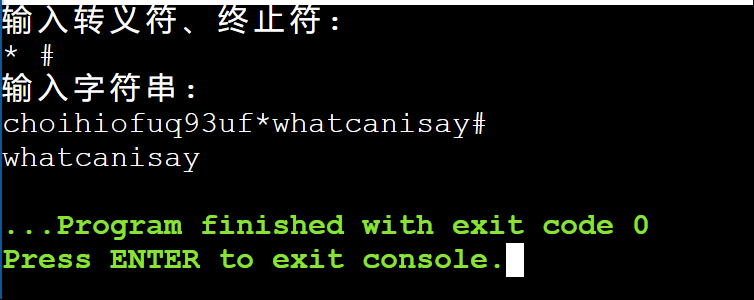 输入转义符、终止符：
* #
输入字符串：
choihiofuq93uf*whatcanisay#
whatcanisay
...Program finished with exit code 0
Press ENTER to exit console.